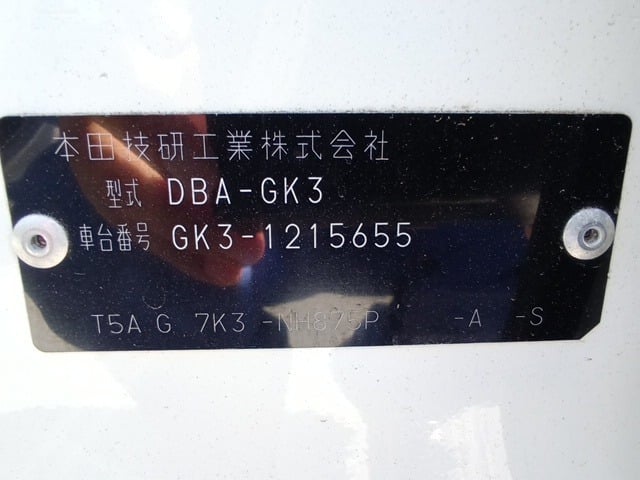 本田技研工業株式会社
型式 DBA-GK3
車台番号 GK3-1215655
T5A G 7K3 -NH875P -A -S